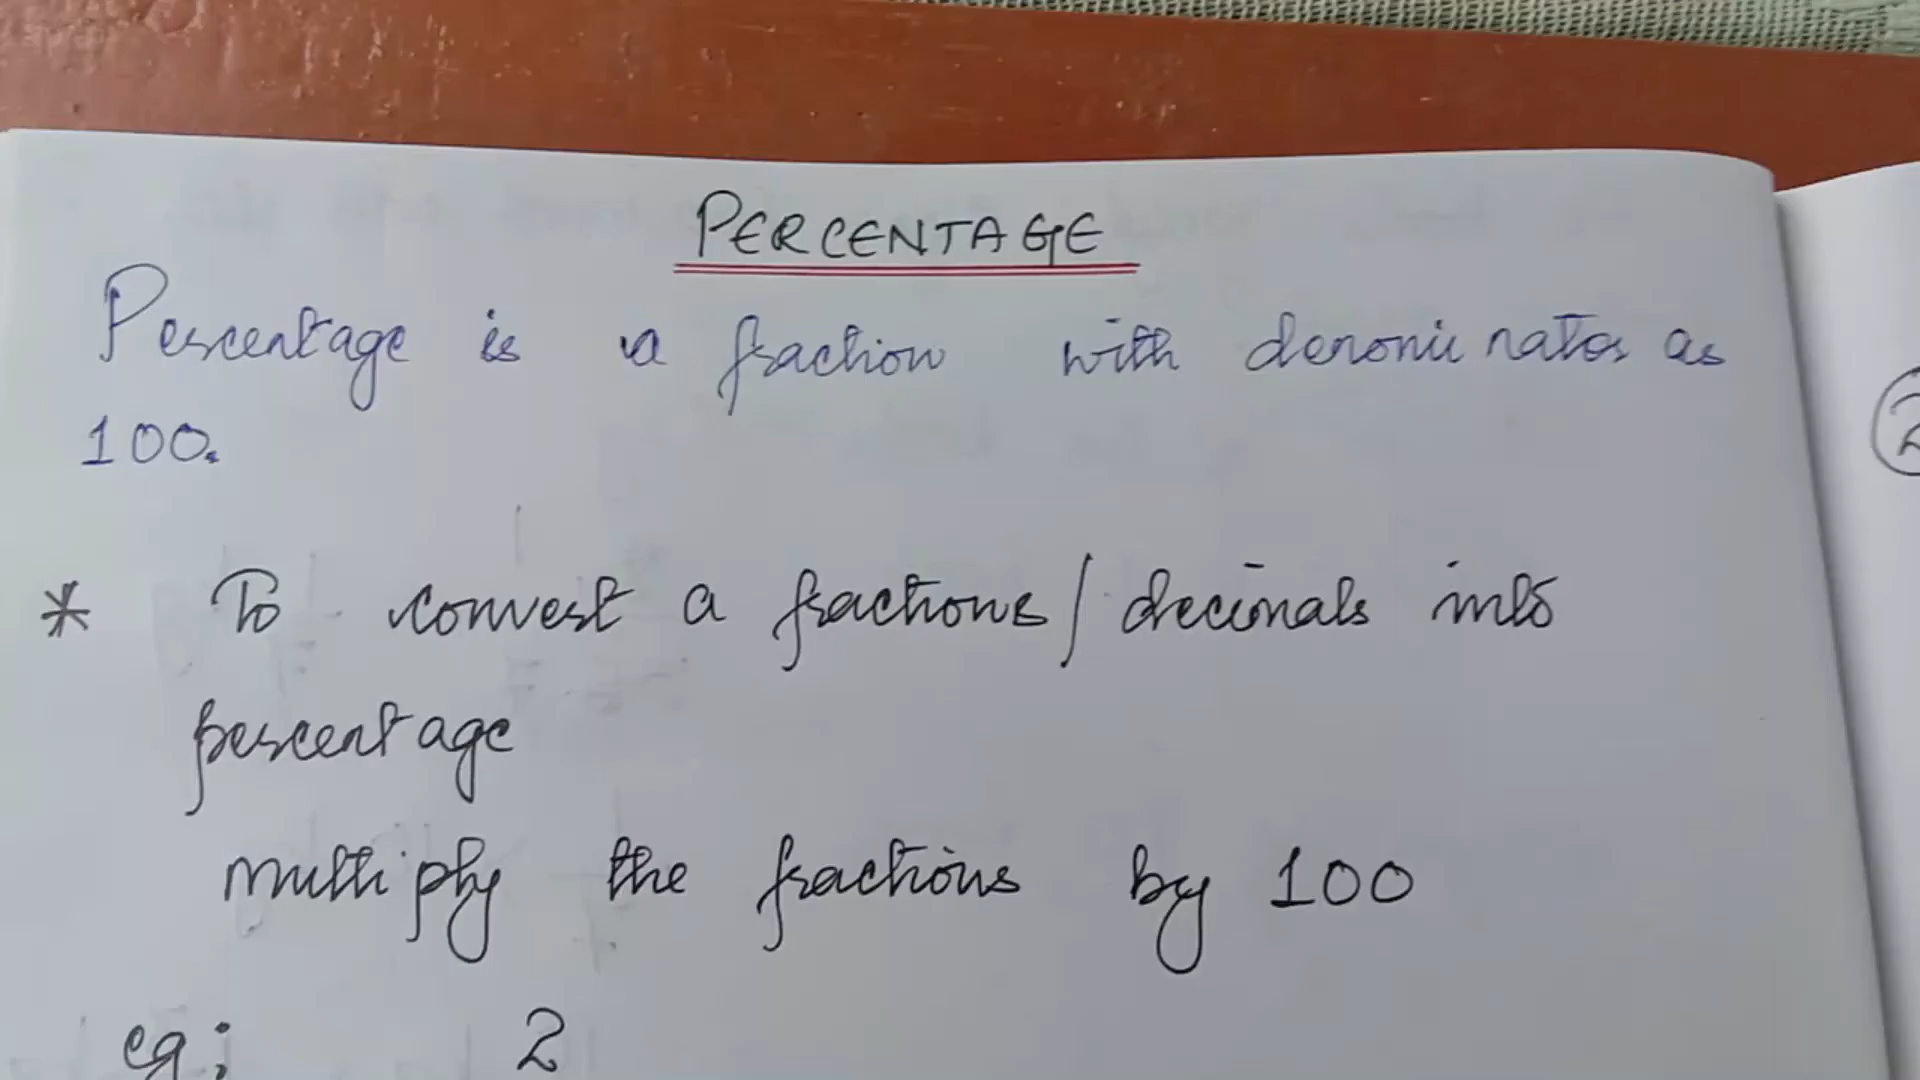 PERCENTAGE
Percentage is a fraction with denominator as
100.
* To convert a fractions/decimals into
percentage
multiply the fractions by 100
eg; 2
2